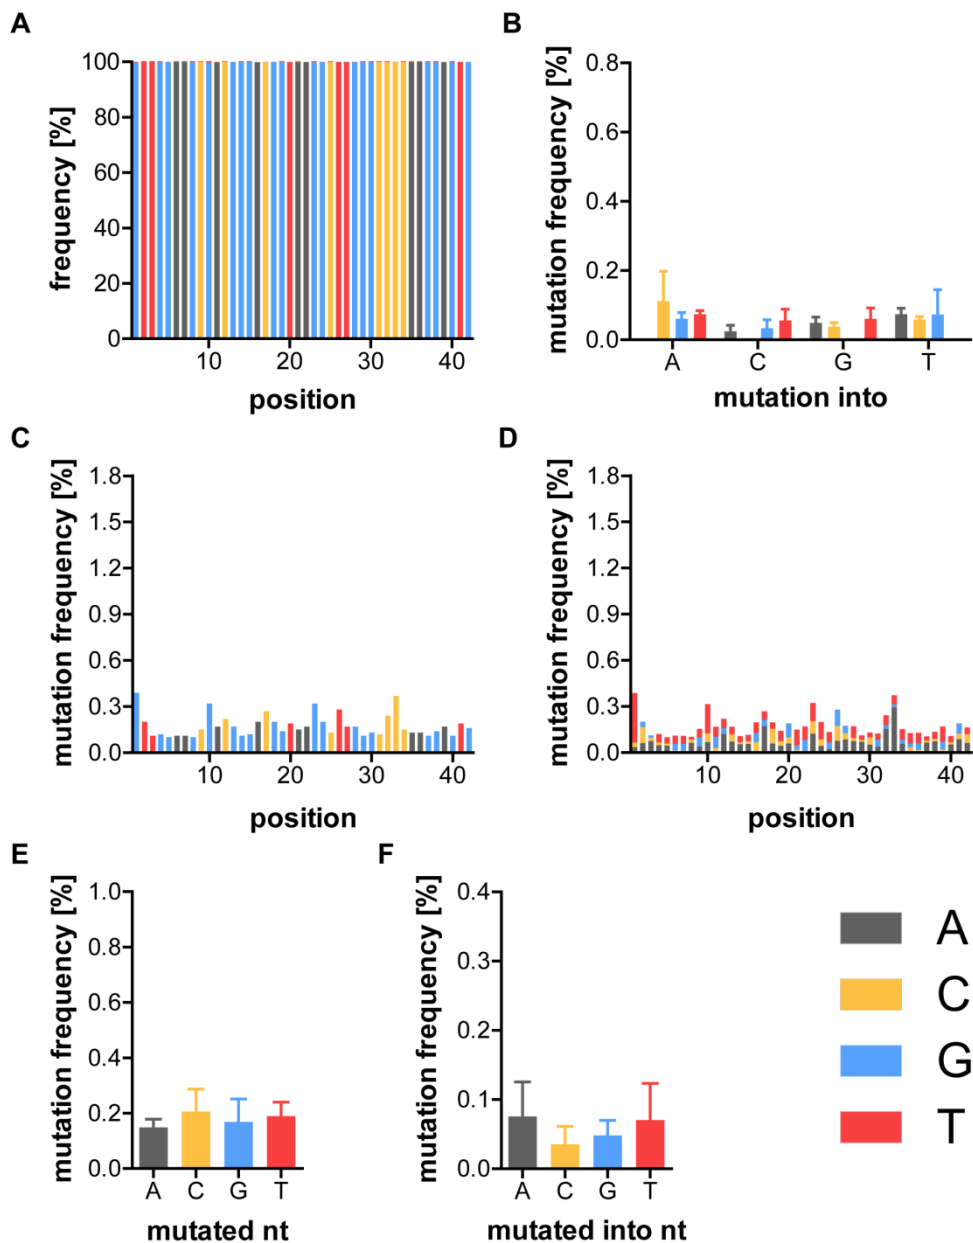 A
frequency [%]
100
80
60
40
20
0
10 20 30 40
position
B
mutation frequency [%]
0.8
0.6
0.4
0.2
0.0
A C G T
mutation into
C
mutation frequency [%]
1.8
1.5
1.2
0.9
0.6
0.3
0.0
10 20 30 40
position
D
mutation frequency [%]
1.8
1.5
1.2
0.9
0.6
0.3
0.0
10 20 30 40
position
E
mutation frequency [%]
1.0
0.8
0.6
0.4
0.2
0.0
A C G T
mutated nt
F
mutation frequency [%]
0.4
0.3
0.2
0.1
0.0
A C G T
mutated into nt
A
C
G
T